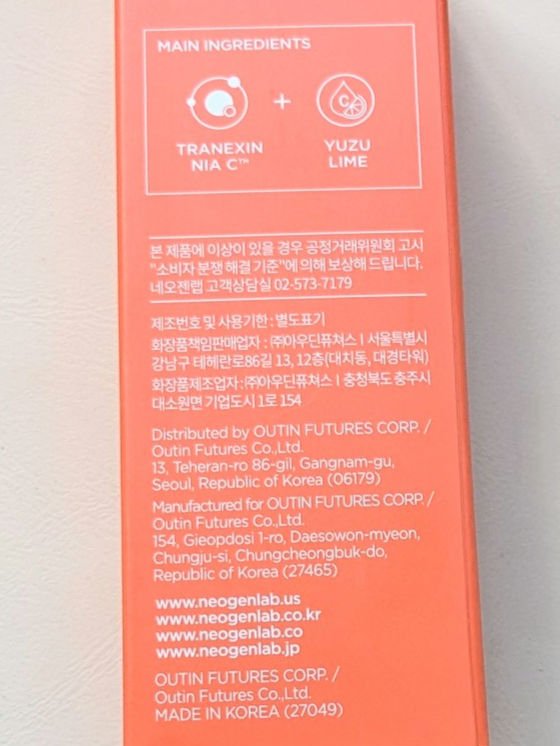 MAIN INGREDIENTS
C
+
TRANEXIN
NIA C™
YUZU
LIME
본 제품에 이상이 있을 경우 공정거래위원회 고시
"소비자 분쟁 해결 기준"에 의해 보상해 드립니다.
네오젠랩 고객상담실 02-573-7179
제조번호 및 사용기한 : 별도표기
화장품책임판매업자 : ㈜아우딘퓨쳐스 I 서울특별시
강남구 테헤란로86길 13, 12층(대치동, 대경타워)
화장품제조업자 : ㈜아우딘퓨쳐스 I 충청북도 충주시
대소원면 기업도시1로 154
Distributed by OUTIN FUTURES CORP. /
Outin Futures Co.,Ltd.
13, Teheran-ro 86-gil, Gangnam-gu,
Seoul, Republic of Korea (06179)
Manufactured for OUTIN FUTURES CORP. /
Outin Futures Co.,Ltd.
154, Gieopdosi 1-ro, Daesowon-myeon,
Chungju-si, Chungcheongbuk-do,
Republic of Korea (27465)
www.neogenlab.us
www.neogenlab.co.kr
www.neogenlab.co
www.neogenlab.jp
OUTIN FUTURES CORP. /
Outin Futures Co.,Ltd.
MADE IN KOREA (27049)